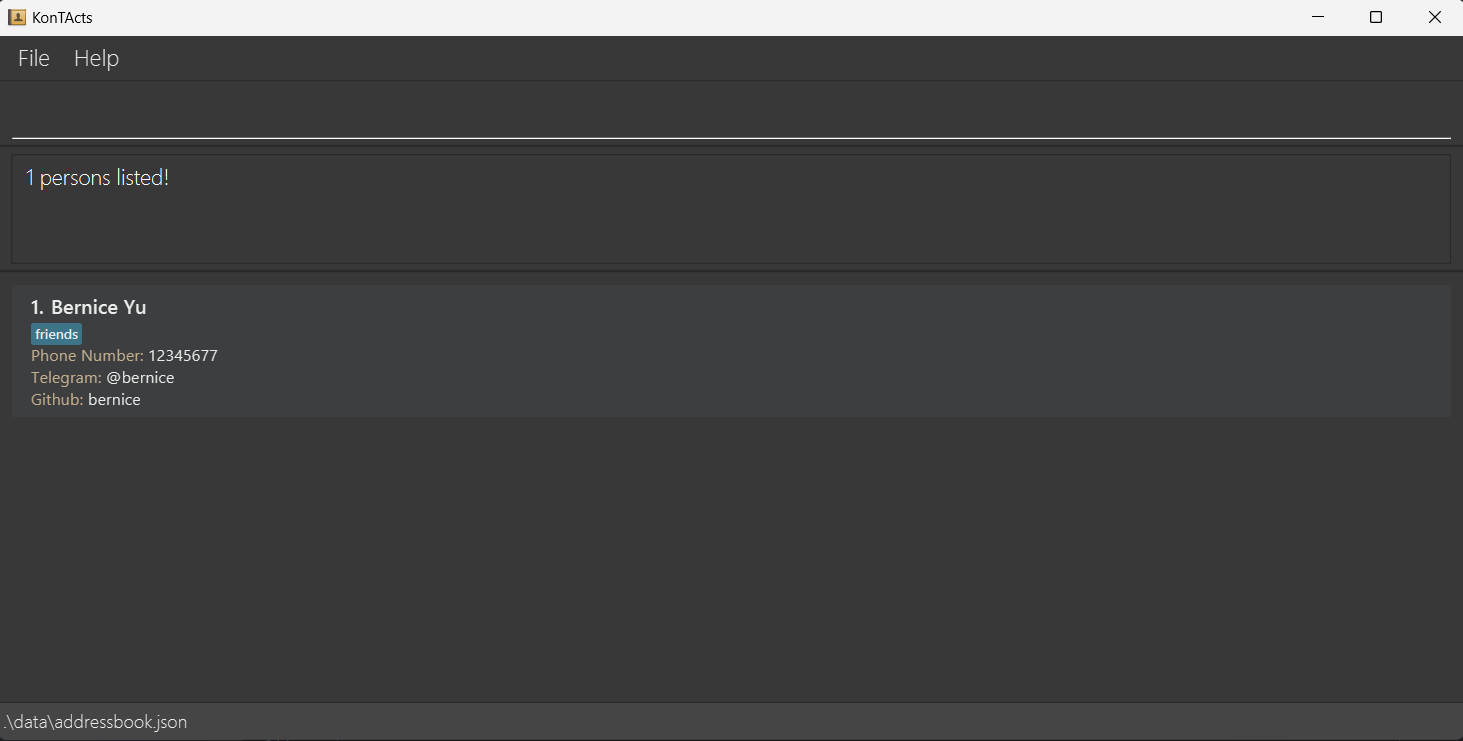 KonTActs
File Help
1 persons listed!
1. Bernice Yu
friends
Phone Number: 12345677
Telegram: @bernice
Github: bernice
.\data\addressbook.json